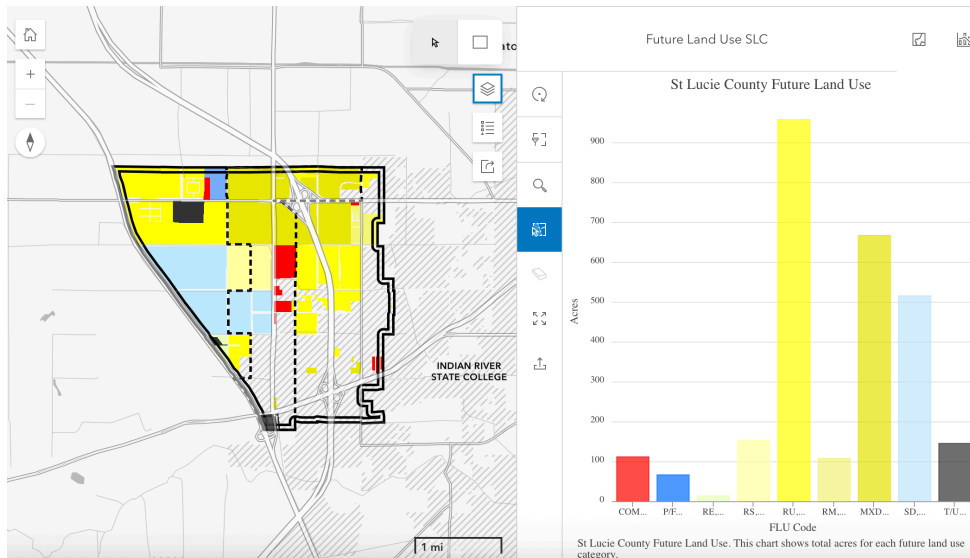 ato
INDIAN RIVER
STATE COLLEGE
1 mi
Future Land Use SLC
St Lucie County Future Land Use
Acres
900
800
700
600
500
400
300
200
100
0
COM... P/F... RE,... RS,... RU,... RM,... MXD... SD,... T/U...
FLU Code
St Lucie County Future Land Use. This chart shows total acres for each future land use
category.